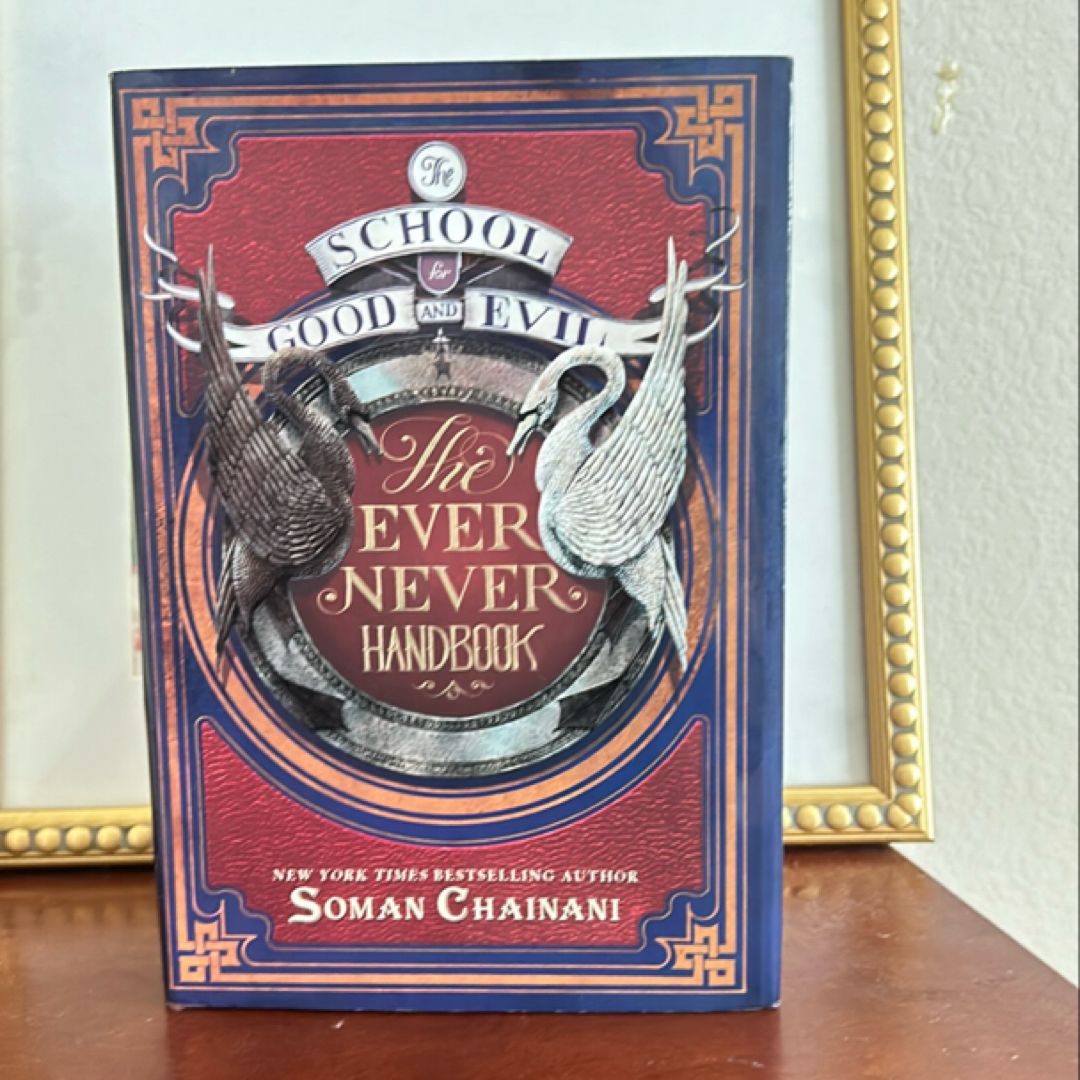 The
SCHOOL
for
GOOD AND EVIL
The
EVER
NEVER
HANDBOOK
NEW YORK TIMES BESTSELLING AUTHOR
SOMAN CHAINANI